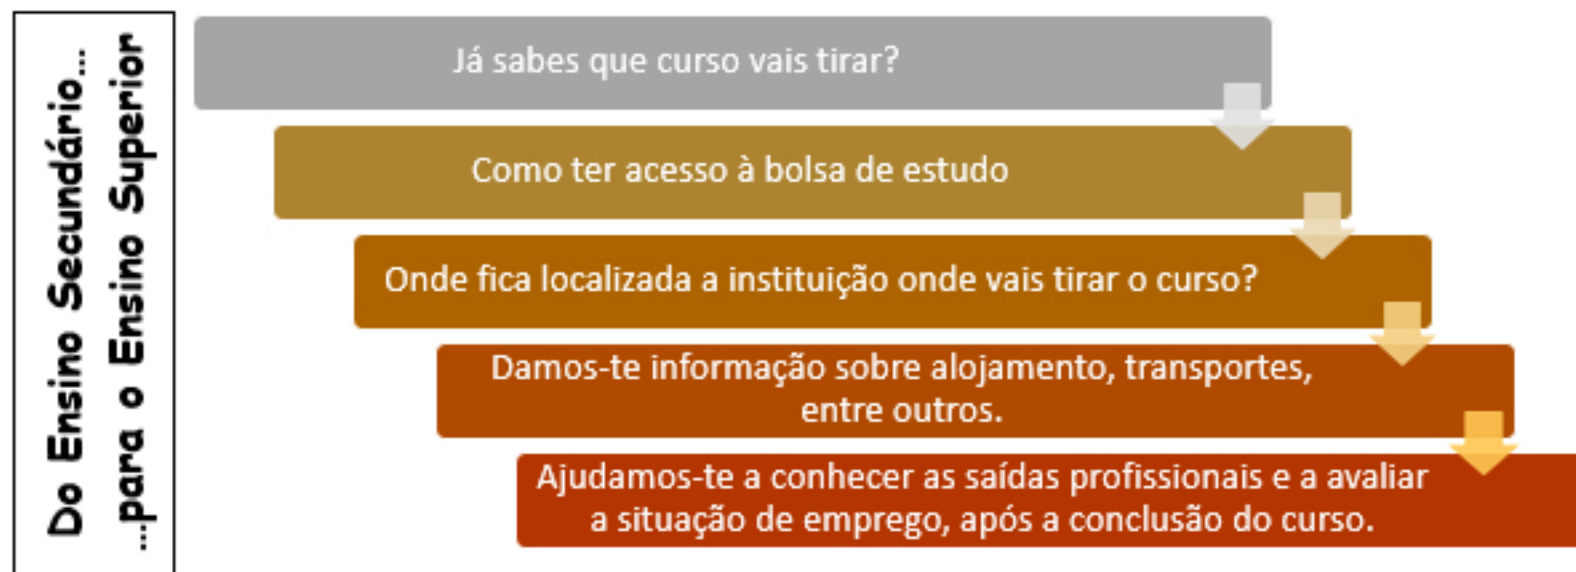 Do Ensino Secundário...
...para o Ensino Superior
Já sabes que curso vais tirar?
Como ter acesso à bolsa de estudo
Onde fica localizada a instituição onde vais tirar o curso?
Damos-te informação sobre alojamento, transportes,
entre outros.
Ajudamos-te a conhecer as saídas profissionais e a avaliar
a situação de emprego, após a conclusão do curso.